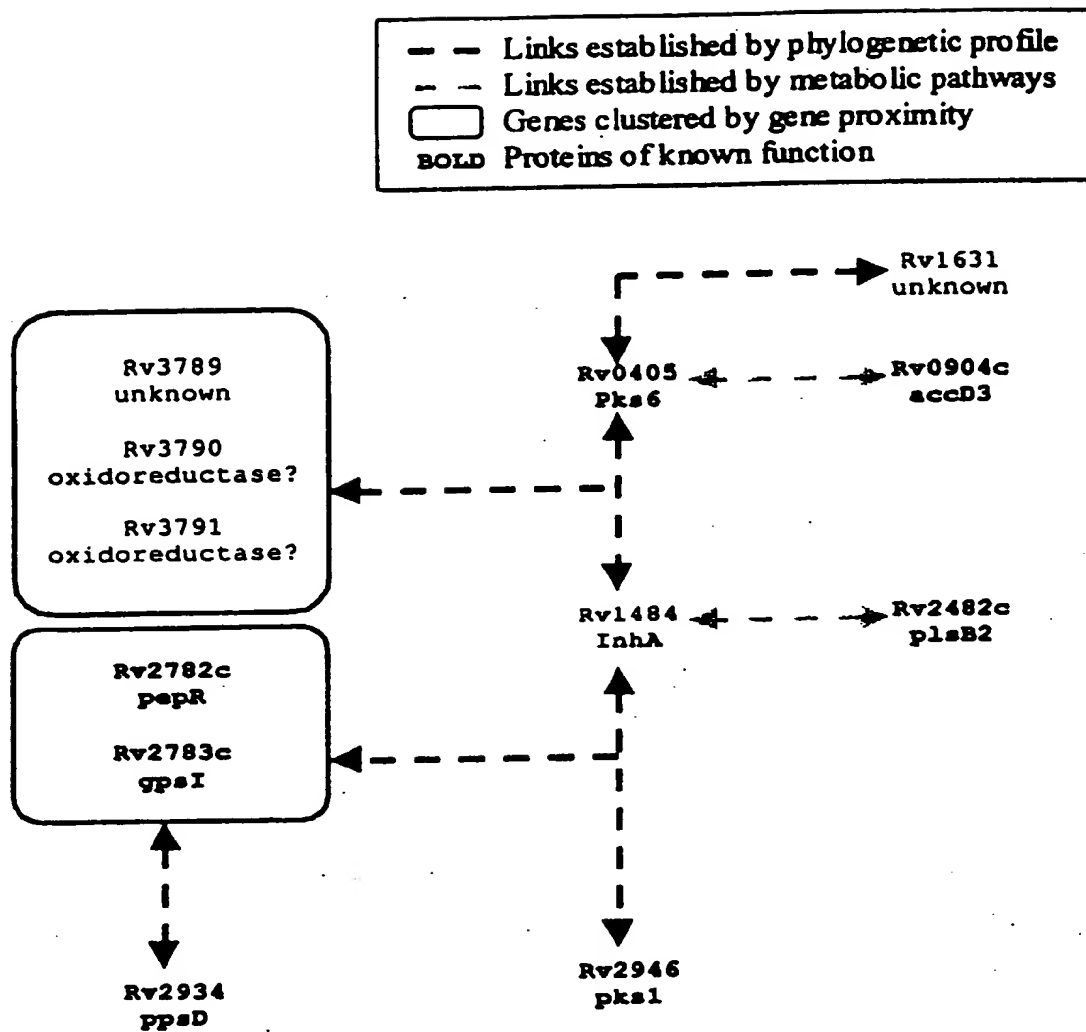 Links established by phylogenetic profile
Links established by metabolic pathways
Genes clustered by gene proximity
BOLD Proteins of known function
Rv1631
unknown
Rv3789
unknown
Rv3790
oxidoreductase?
Rv3791
oxidoreductase?
Rv0405
Pks6
Rv0904c
accD3
Rv1484
InhA
Rv2482c
plsB2
Rv2782c
pepR
Rv2783c
gpsI
Rv2934
ppsD
Rv2946
pks1